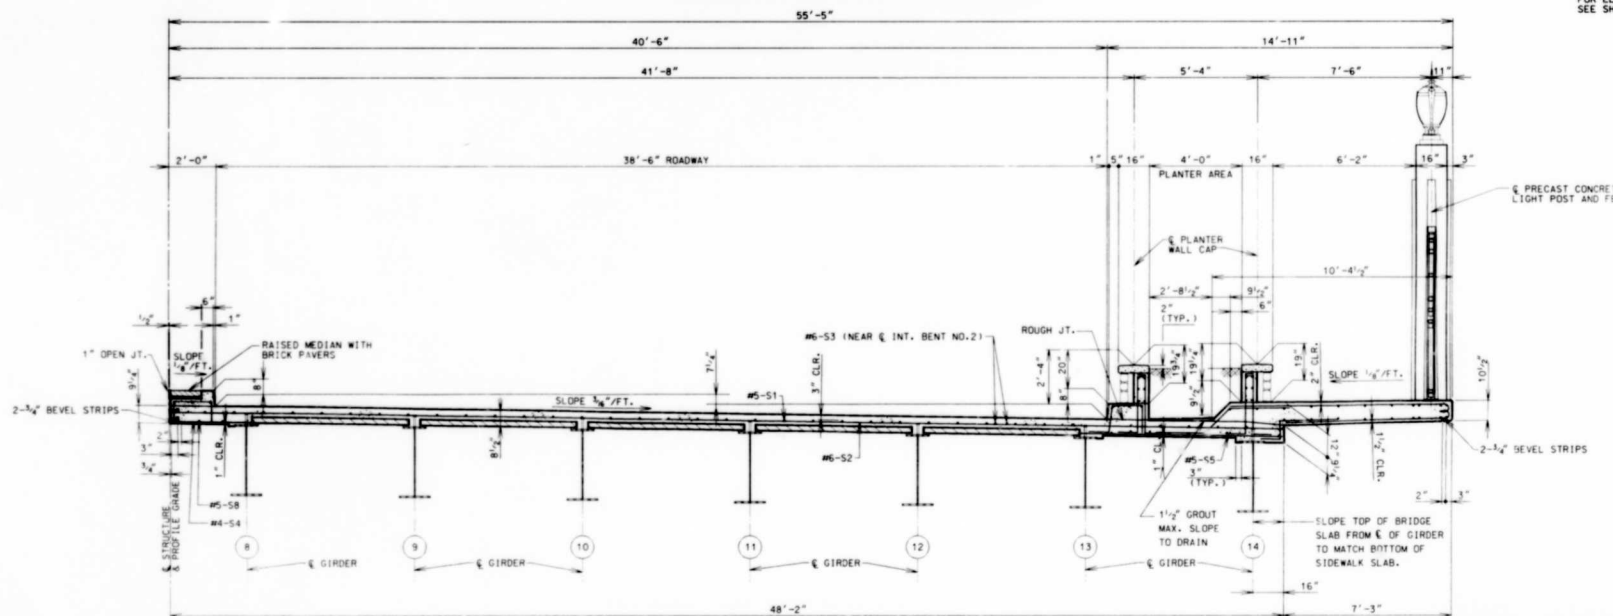 SEE SH
55'-5"
40'-6" 14'-11"
41'-8" 5'-4" 7'-6" 11"
2'-0" 38'-6" ROADWAY 1" 5" 16" 4'-0" 16" 6'-2" 16" 3"
PLANTER AREA
℄ PRECAST CONCRE
LIGHT POST AND FE
℄ PLANTER
WALL CAP
10'-4½"
2'-8½" 9½"
6" 2" 6"
(TYP.)
½" 1"
#6-S3 (NEAR ℄ INT. BENT NO.2)
ROUGH JT.
1" OPEN JT.
SLOPE
⅛"/FT.
RAISED MEDIAN WITH
BRICK PAVERS
9¼" 8" 7¼" 3" CLR. 2'-4" 20" 8" 19¾" 19¼" 9½" 19" 2" CLR. 10½"
SLOPE ⅛"/FT.
#5-S1
SLOPE 3/16"/FT.
2-¾" BEVEL STRIPS
3" 1" CLR. 8½"
#6-S2
#5-S5
3"
(TYP.)
12" 9¼" 1½" CLR.
2-¾" BEVEL STRIPS
¾"
#5-S8
#4-S4
2" 3"
1½" GROUT
MAX. SLOPE
TO DRAIN
SLOPE TOP OF BRIDGE
SLAB FROM ℄ OF GIRDER
TO MATCH BOTTOM OF
SIDEWALK SLAB.
℄ STRUCTURE
& PROFILE GRADE
8 9 10 11 12 13 14
℄ GIRDER ℄ GIRDER ℄ GIRDER ℄ GIRDER
16"
48'-2" 7'-3"